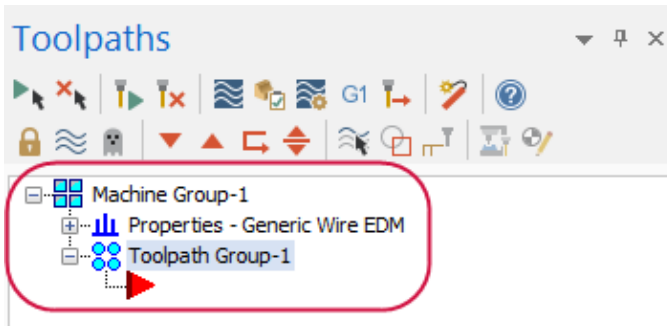 Toolpaths
G1
Machine Group-1
Properties - Generic Wire EDM
Toolpath Group-1